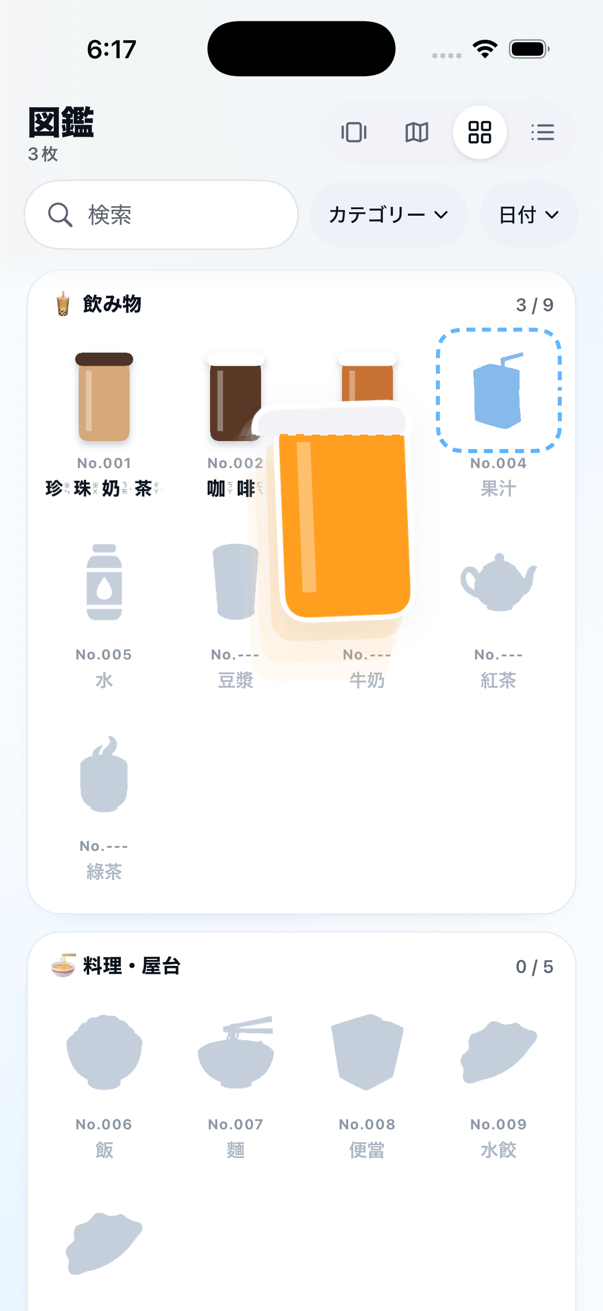 6:17
図鑑
3枚
検索
カテゴリー
日付
飲み物
3 / 9
No.001
No.002
No.004
珍珠奶茶
咖啡
果汁
No.005
No.---
No.---
No.---
水
豆漿
牛奶
紅茶
No.---
綠茶
料理・屋台
0 / 5
No.006
No.007
No.008
No.009
飯
麵
便當
水餃